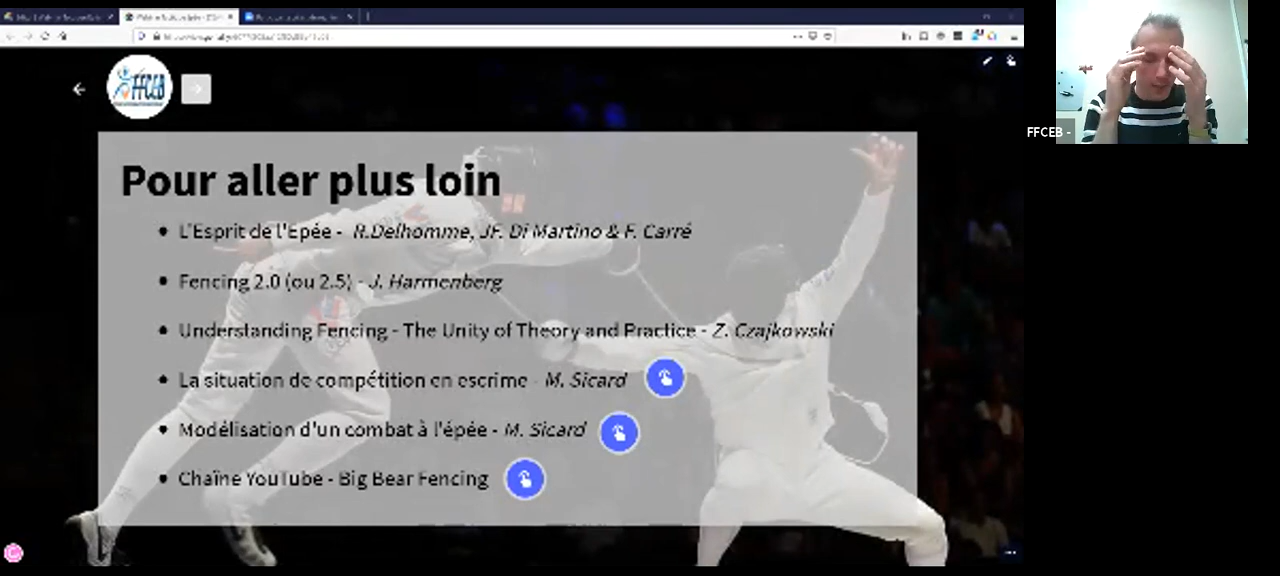 FFCEB
Pour aller plus loin
• L'Esprit de l'Epée - R.Delhomme, JF. Di Martino & F. Carré
• Fencing 2.0 (ou 2.5) - J. Harmenberg
• Understanding Fencing - The Unity of Theory and Practice - Z. Czajkowski
• La situation de compétition en escrime - M. Sicard
• Modélisation d'un combat à l'épée - M. Sicard
• Chaîne YouTube - Big Bear Fencing
FFCEB -